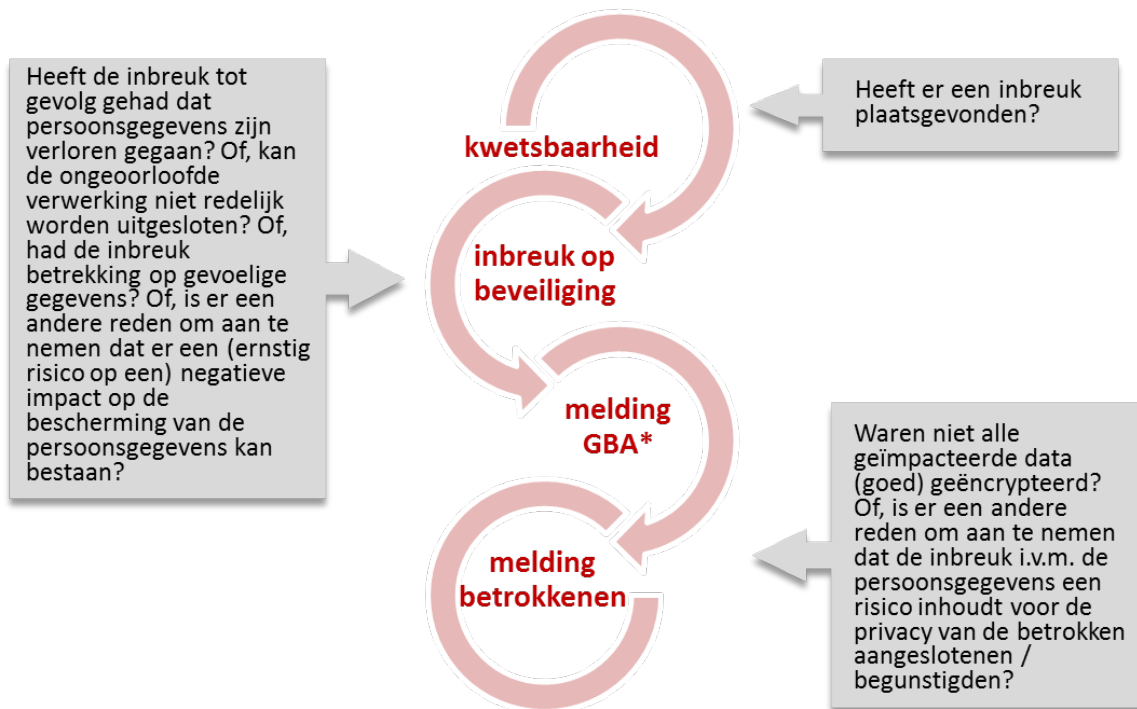 Heeft de inbreuk tot
gevolg gehad dat
persoonsgegevens zijn
verloren gegaan? Of, kan
de ongeoorloofde
verwerking niet redelijk
worden uitgesloten? Of,
had de inbreuk
betrekking op gevoelige
gegevens? Of, is er een
andere reden om aan te
nemen dat er een (ernstig
risico op een) negatieve
impact op de
bescherming van de
persoonsgegevens kan
bestaan?
Heeft er een inbreuk
plaatsgevonden?
kwetsbaarheid
inbreuk op
beveiliging
melding
GBA*
melding
betrokkenen
Waren niet alle
geïmpacteerde data
(goed) geëncrypteerd?
Of, is er een andere
reden om aan te nemen
dat de inbreuk i.v.m. de
persoonsgegevens een
risico inhoudt voor de
privacy van de betrokken
aangeslotenen /
begunstigden?